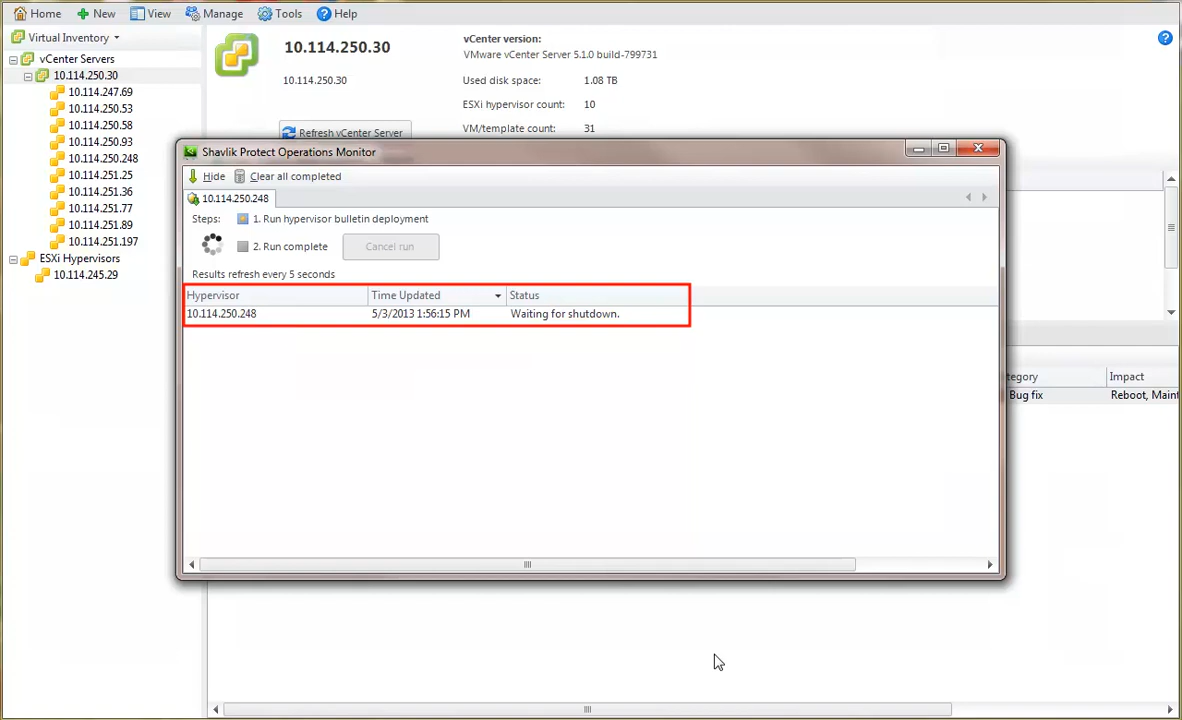 Home New View Manage Tools Help
Virtual Inventory
vCenter Servers
10.114.250.30
10.114.247.69
10.114.250.53
10.114.250.58
10.114.250.93
10.114.250.248
10.114.251.25
10.114.251.36
10.114.251.77
10.114.251.89
10.114.251.197
ESXi Hypervisors
10.114.245.29
10.114.250.30
10.114.250.30
Refresh vCenter Server
vCenter version:
VMware vCenter Server 5.1.0 build-799731
Used disk space: 1.08 TB
ESXi hypervisor count: 10
VM/template count: 31
Shavlik Protect Operations Monitor
Hide Clear all completed
10.114.250.248
Steps: 1. Run hypervisor bulletin deployment
2. Run complete Cancel run
Results refresh every 5 seconds
Hypervisor Time Updated Status
10.114.250.248 5/3/2013 1:56:15 PM Waiting for shutdown.
tegory Impact
Bug fix Reboot, Maint